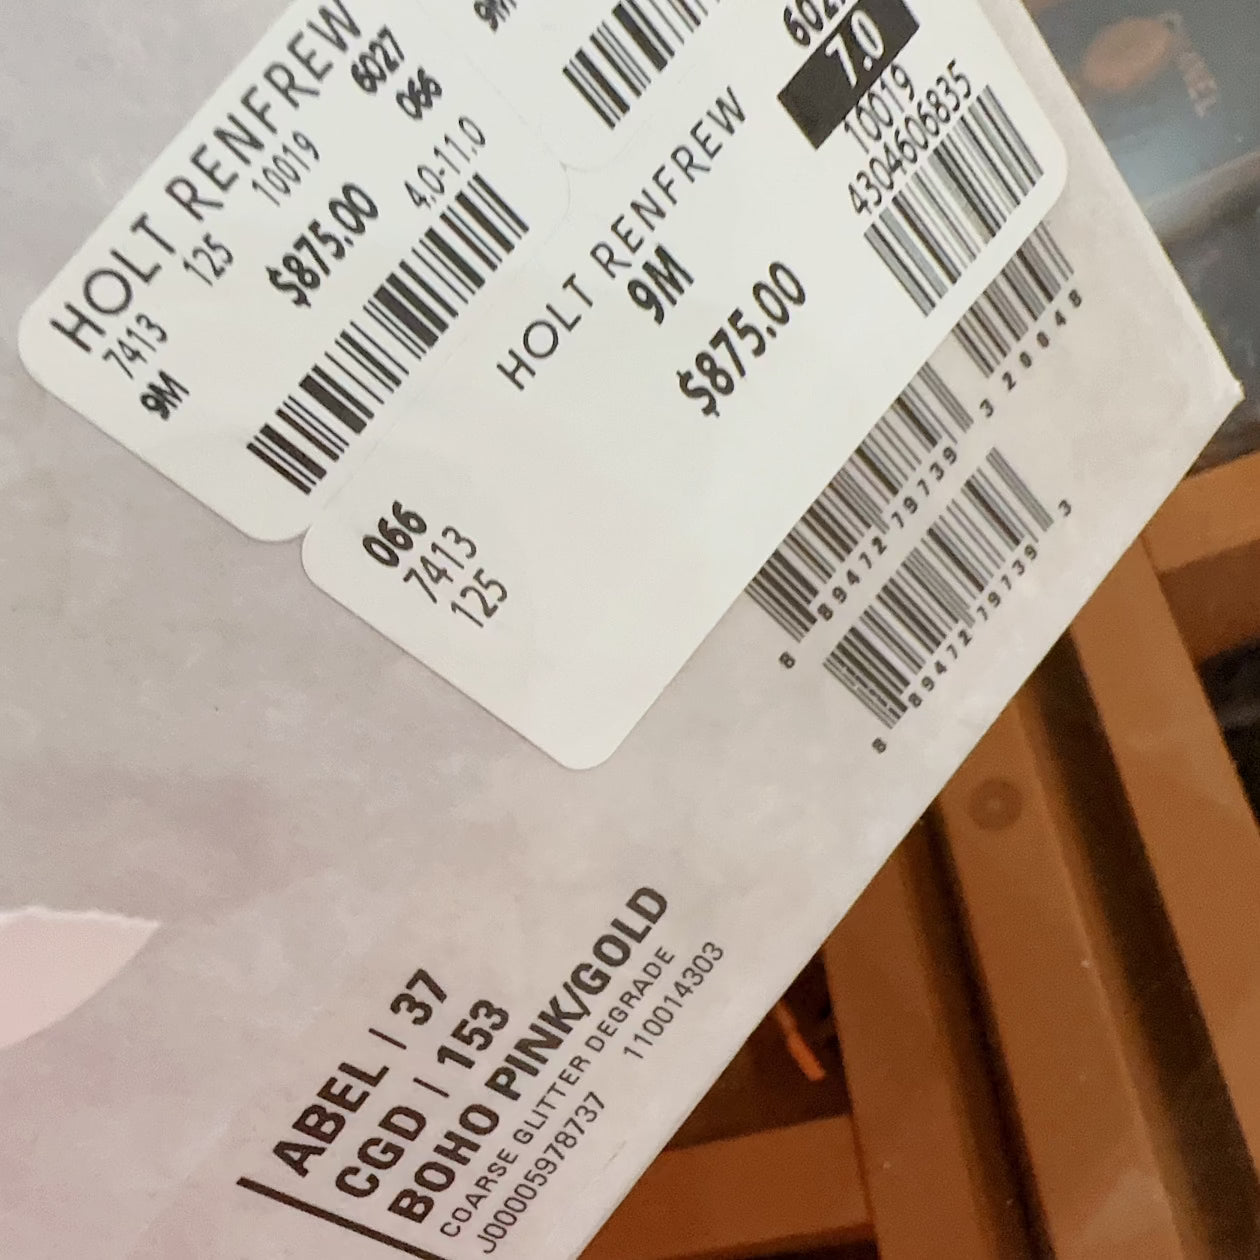 HOLT RENFREW
7413 125 10019 6027
9M $875.00 066
4.0-11.0
7.0
10019
4304606835
HOLT RENFREW
9M
$875.00
066
7413
125
8 89472 79739 3 20048
8 89472 79739 3
ABEL | 37
CGD | 153
BOHO PINK/GOLD
COARSE GLITTER DEGRADE
J00005978737 110014303